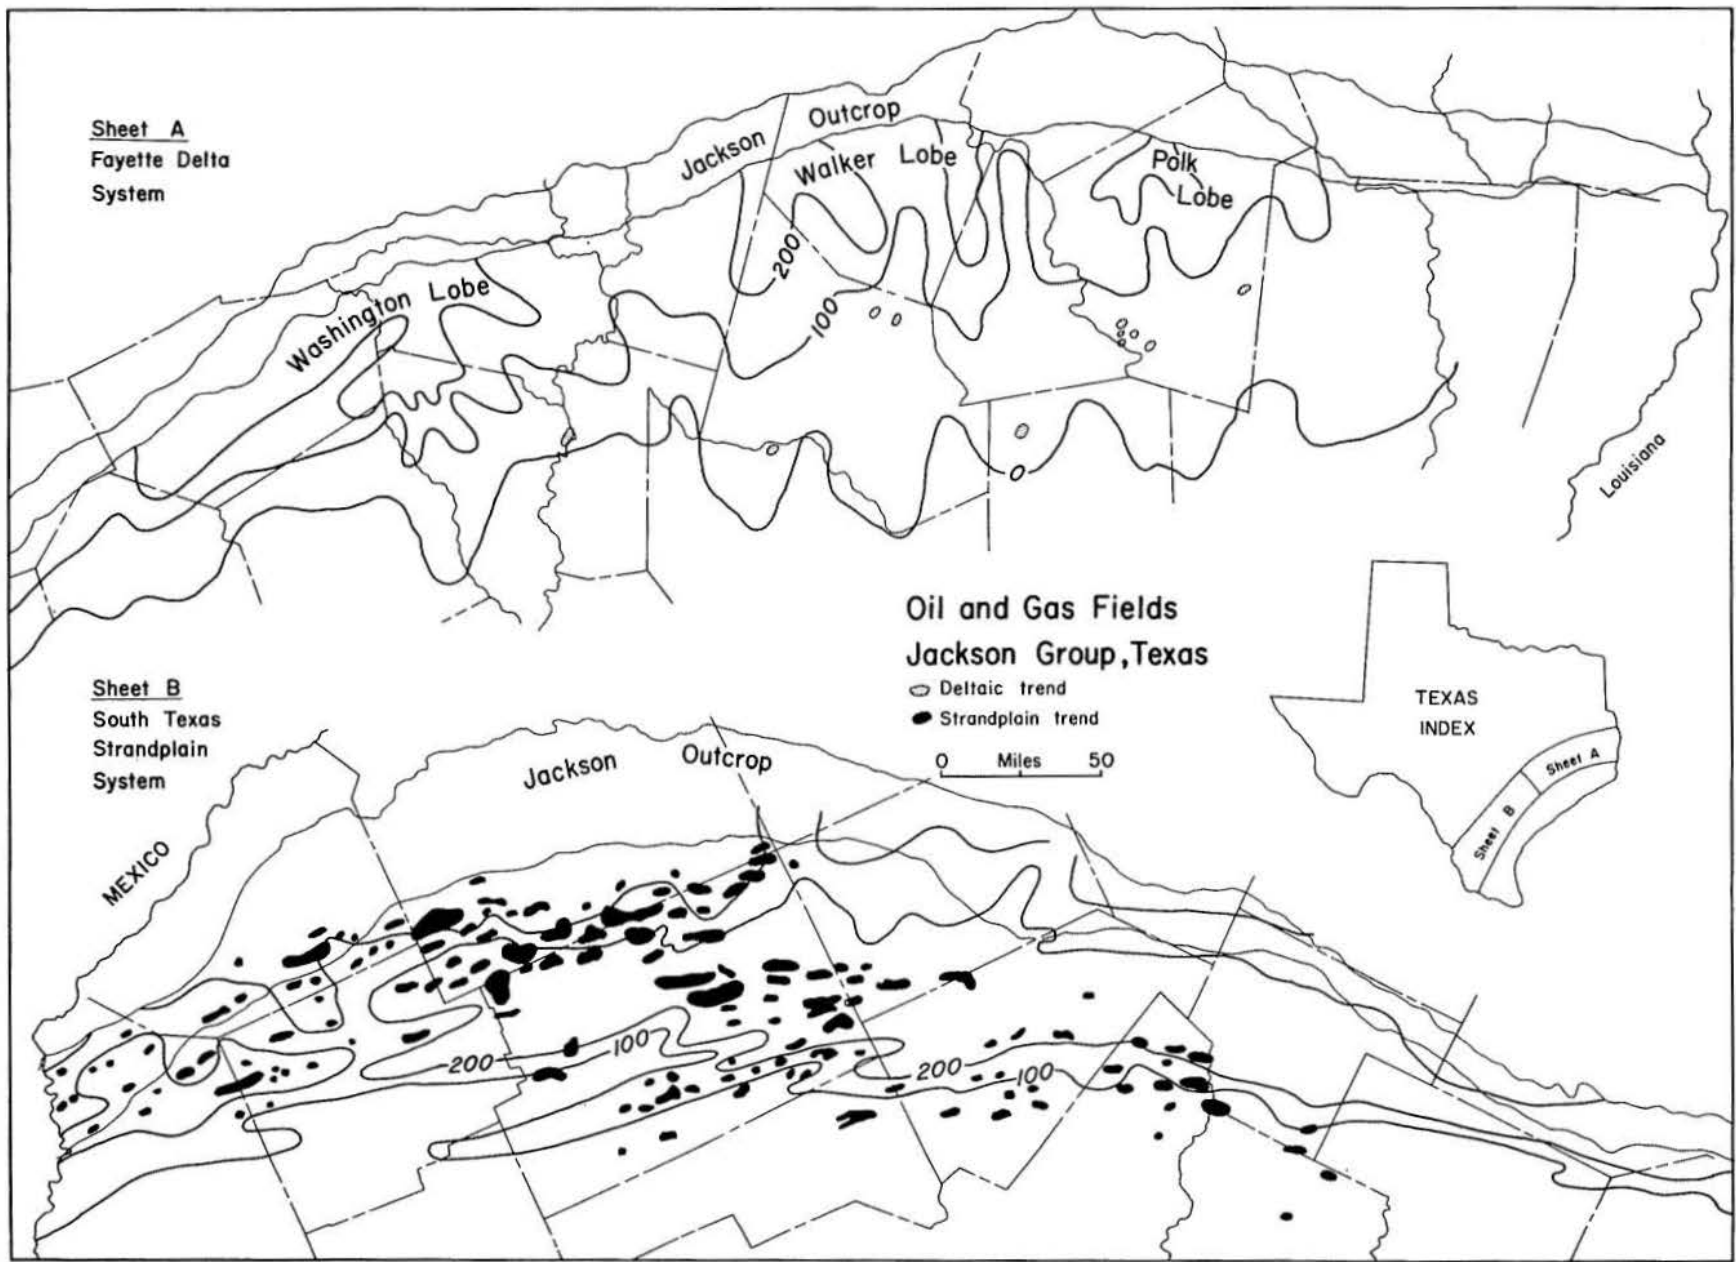 Sheet A
Fayette Delta
System
Jackson Outcrop
Walker Lobe
Polk
Lobe
Washington Lobe
200
100
Louisiana
Oil and Gas Fields
Jackson Group, Texas
Deltaic trend
Strandplain trend
0 Miles 50
TEXAS
INDEX
Sheet A
Sheet B
Sheet B
South Texas
Strandplain
System
Jackson Outcrop
MEXICO
200
100
200
100